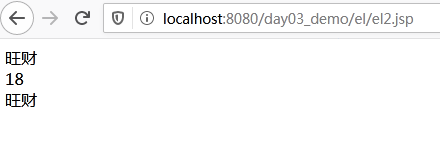 localhost:8080/day03_demo/el/el2.jsp
旺财
18
旺财